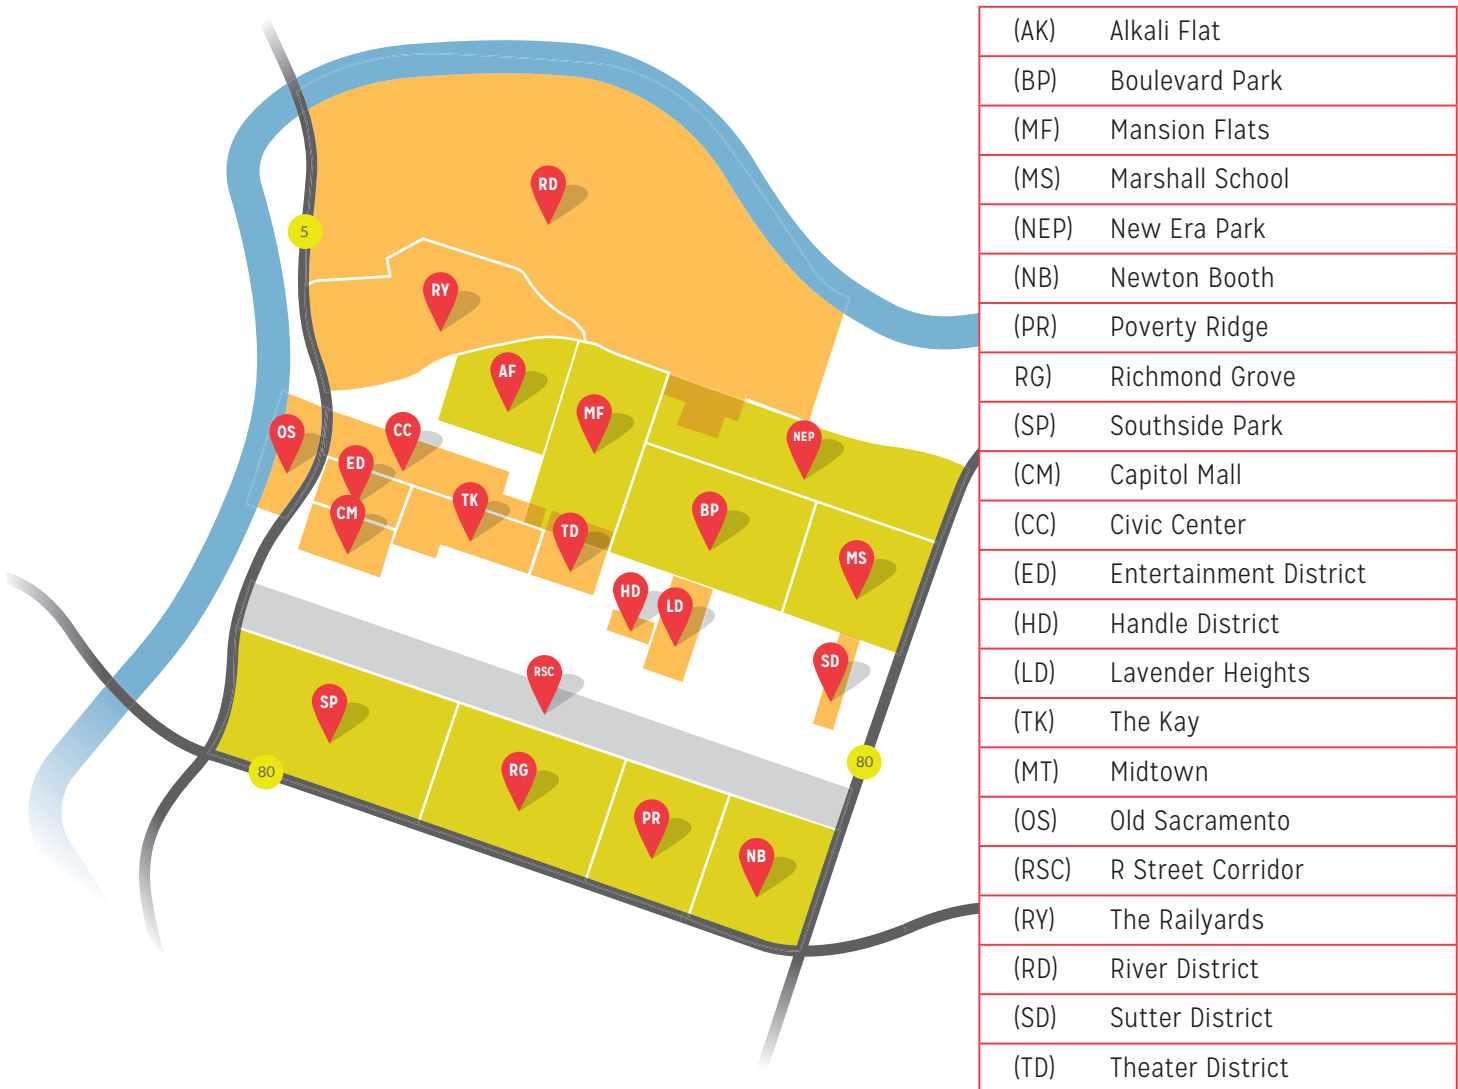 RD
5
RY
AF
MF
OS
CC
NEP
ED
TK
CM
BP
TD
MS
HD
LD
SD
RSC
SP
RG
80
80
PR
NB
(AK) Alkali Flat
(BP) Boulevard Park
(MF) Mansion Flats
(MS) Marshall School
(NEP) New Era Park
(NB) Newton Booth
(PR) Poverty Ridge
RG) Richmond Grove
(SP) Southside Park
(CM) Capitol Mall
(CC) Civic Center
(ED) Entertainment District
(HD) Handle District
(LD) Lavender Heights
(TK) The Kay
(MT) Midtown
(OS) Old Sacramento
(RSC) R Street Corridor
(RY) The Railyards
(RD) River District
(SD) Sutter District
(TD) Theater District